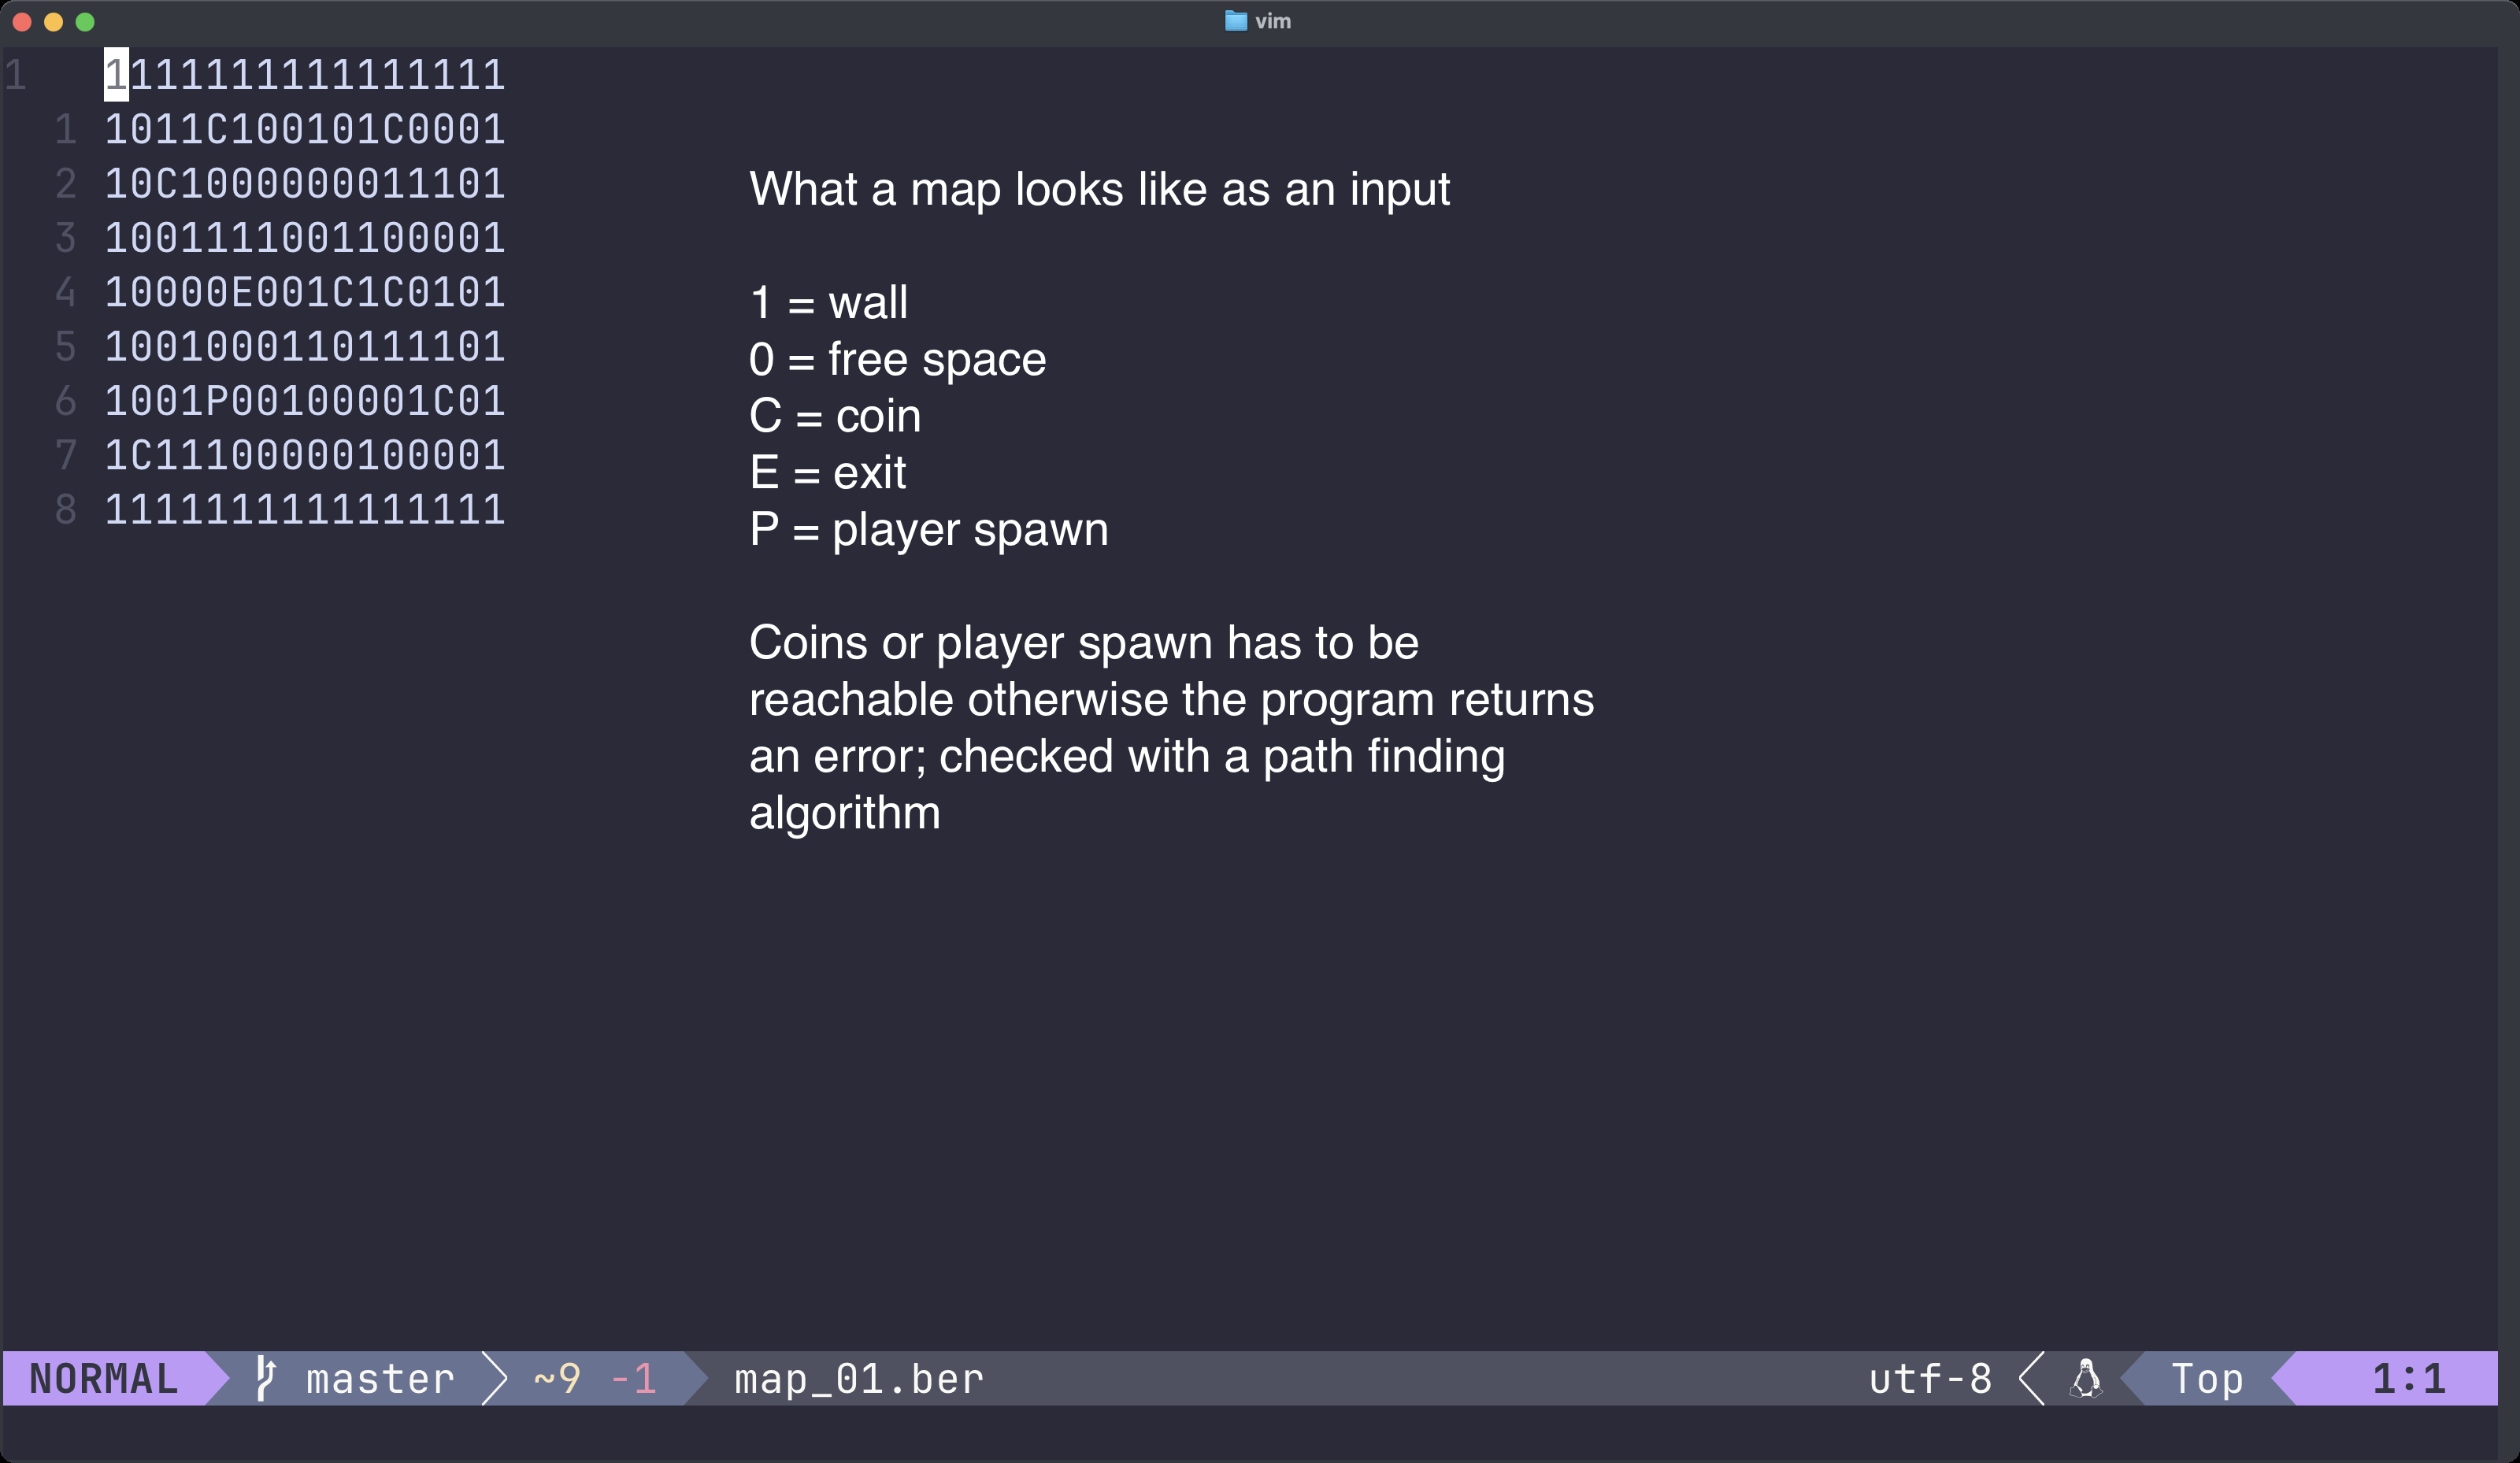 vim
1 1111111111111111
1 1011C100101C0001
2 10C1000000011101
3 1001111001100001
4 10000E001C1C0101
5 1001000110111101
6 1001P00100001C01
7 1C11100000100001
8 1111111111111111
What a map looks like as an input
1 = wall
0 = free space
C = coin
E = exit
P = player spawn
Coins or player spawn has to be
reachable otherwise the program returns
an error; checked with a path finding
algorithm
NORMAL master ~9 -1 map_01.ber utf-8 Top 1:1